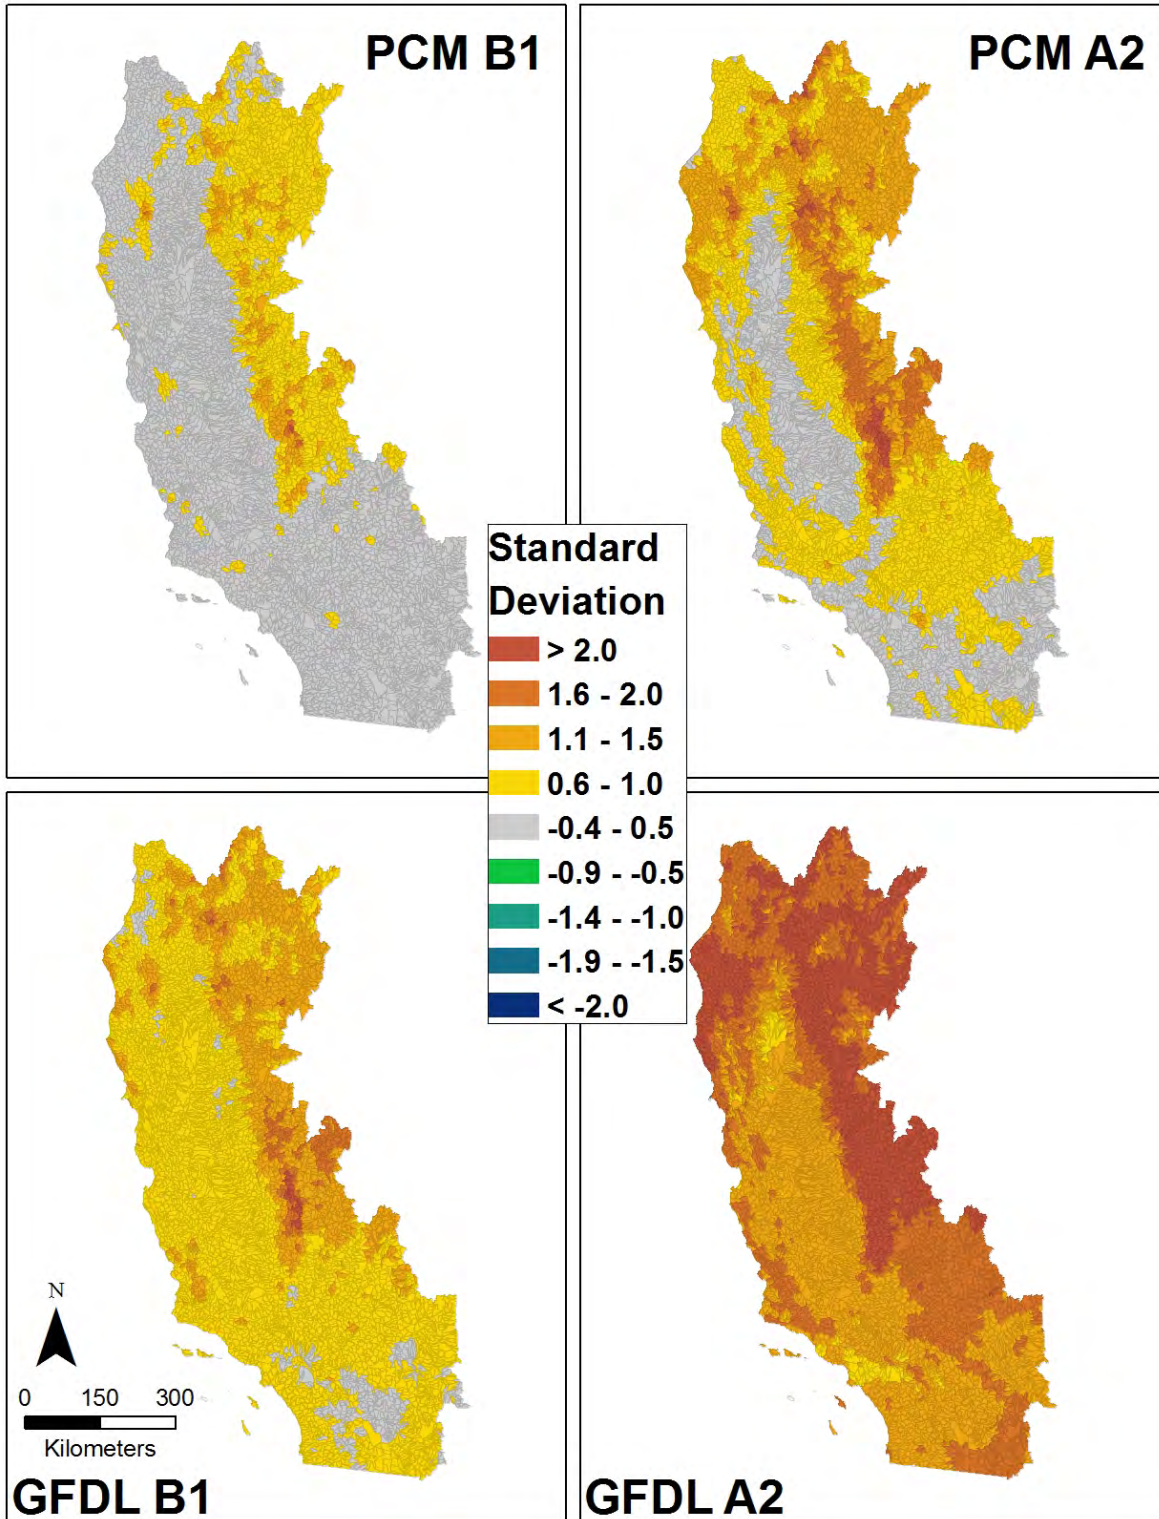 PCM B1
PCM A2
Standard
Deviation
> 2.0
1.6 - 2.0
1.1 - 1.5
0.6 - 1.0
-0.4 - 0.5
-0.9 - -0.5
-1.4 - -1.0
-1.9 - -1.5
< -2.0
N
0 150 300
Kilometers
GFDL B1
GFDL A2